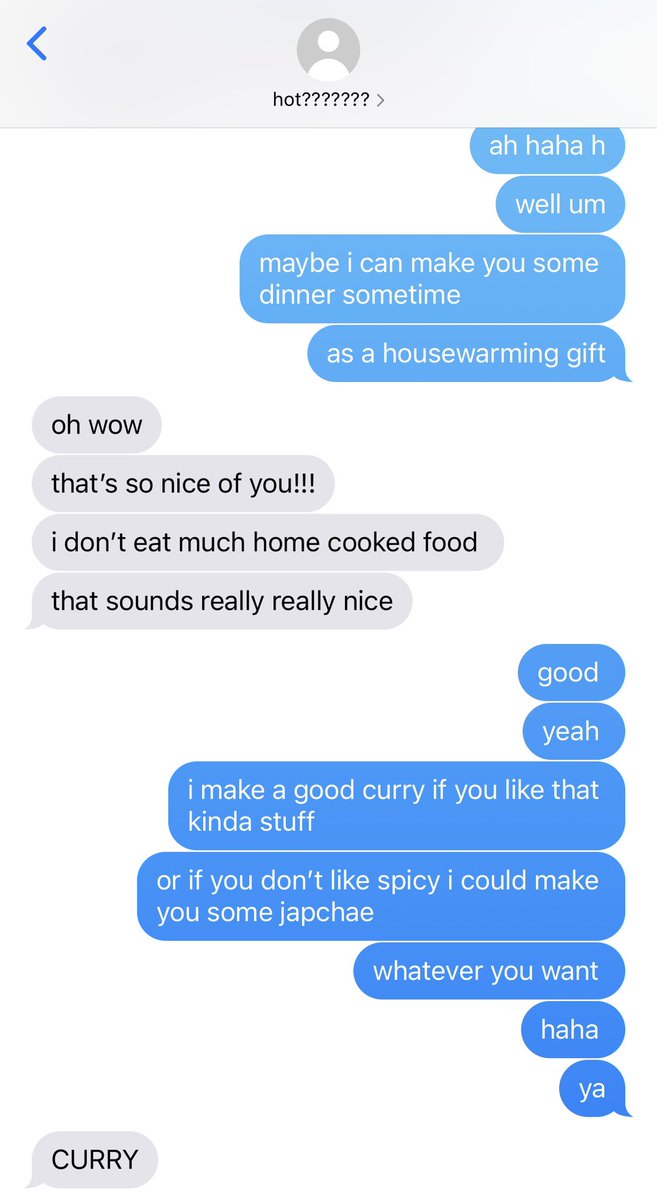 hot???????
ah haha h
well um
maybe i can make you some
dinner sometime
as a housewarming gift
oh wow
that’s so nice of you!!!
i don’t eat much home cooked food
that sounds really really nice
good
yeah
i make a good curry if you like that
kinda stuff
or if you don’t like spicy i could make
you some japchae
whatever you want
haha
ya
CURRY